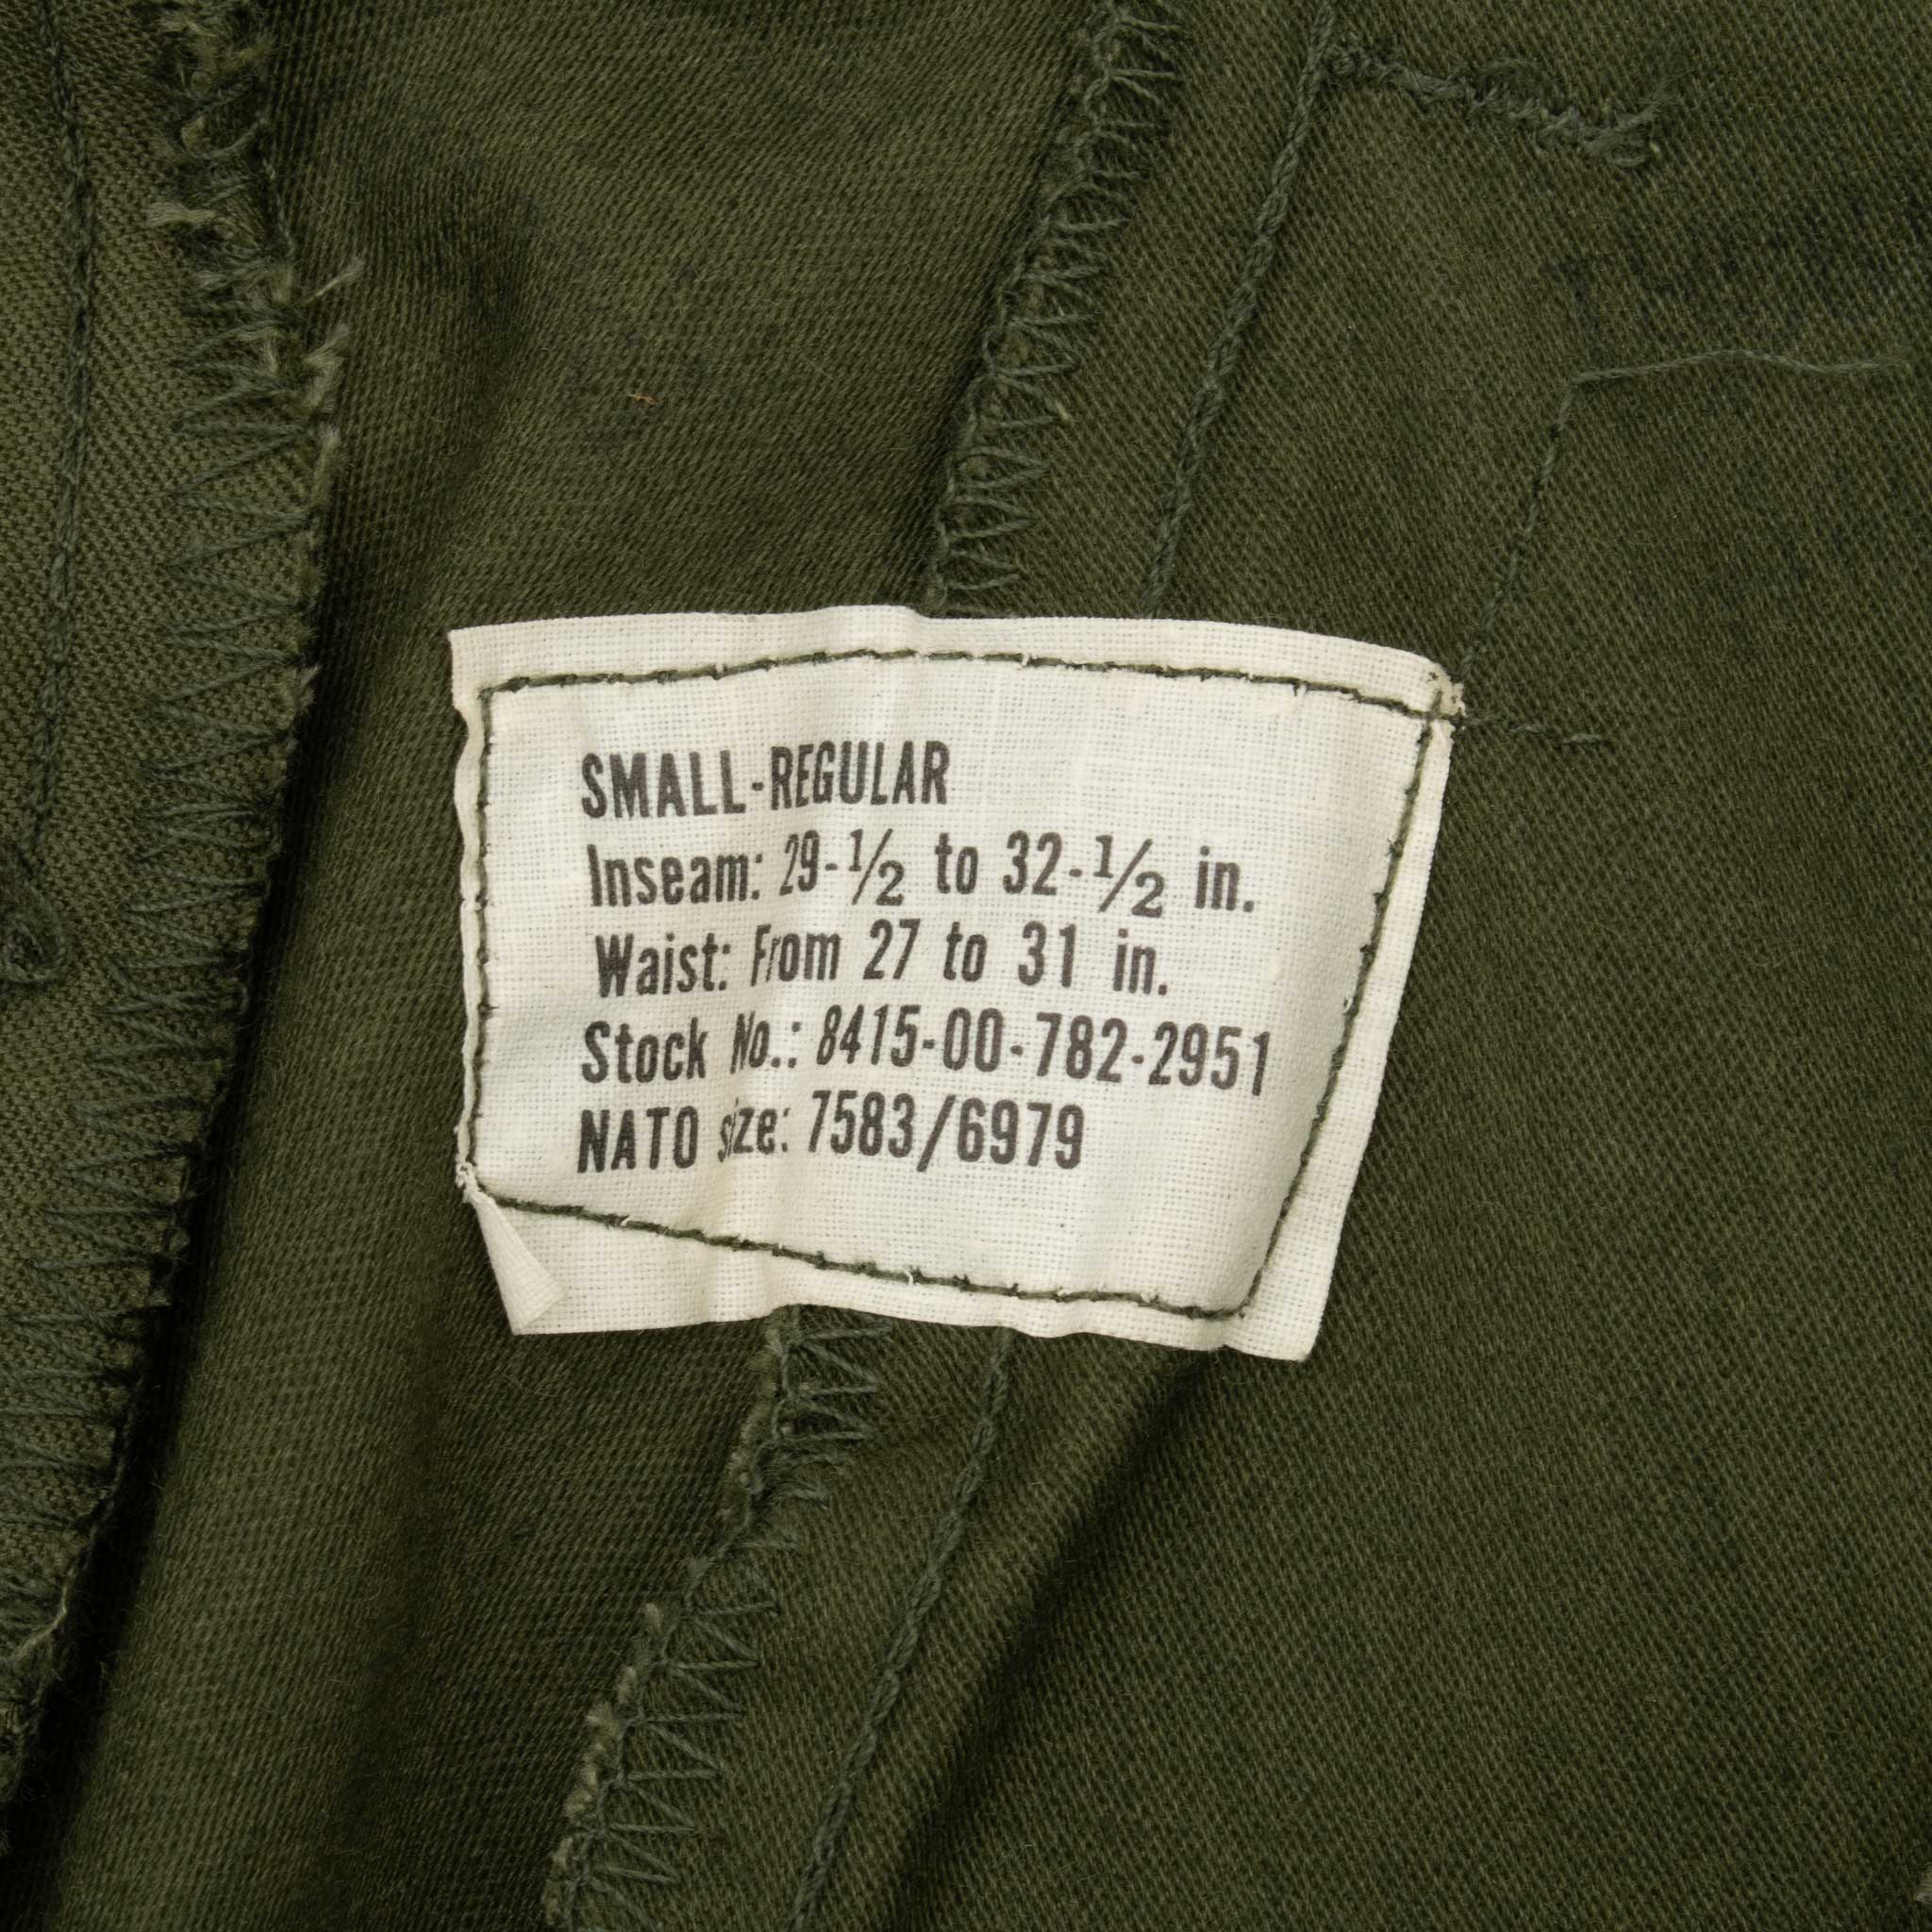 SMALL-REGULAR
Inseam: 29-1/2 to 32-1/2 in.
Waist: From 27 to 31 in.
Stock No.: 8415-00-782-2951
NATO size: 7583/6979